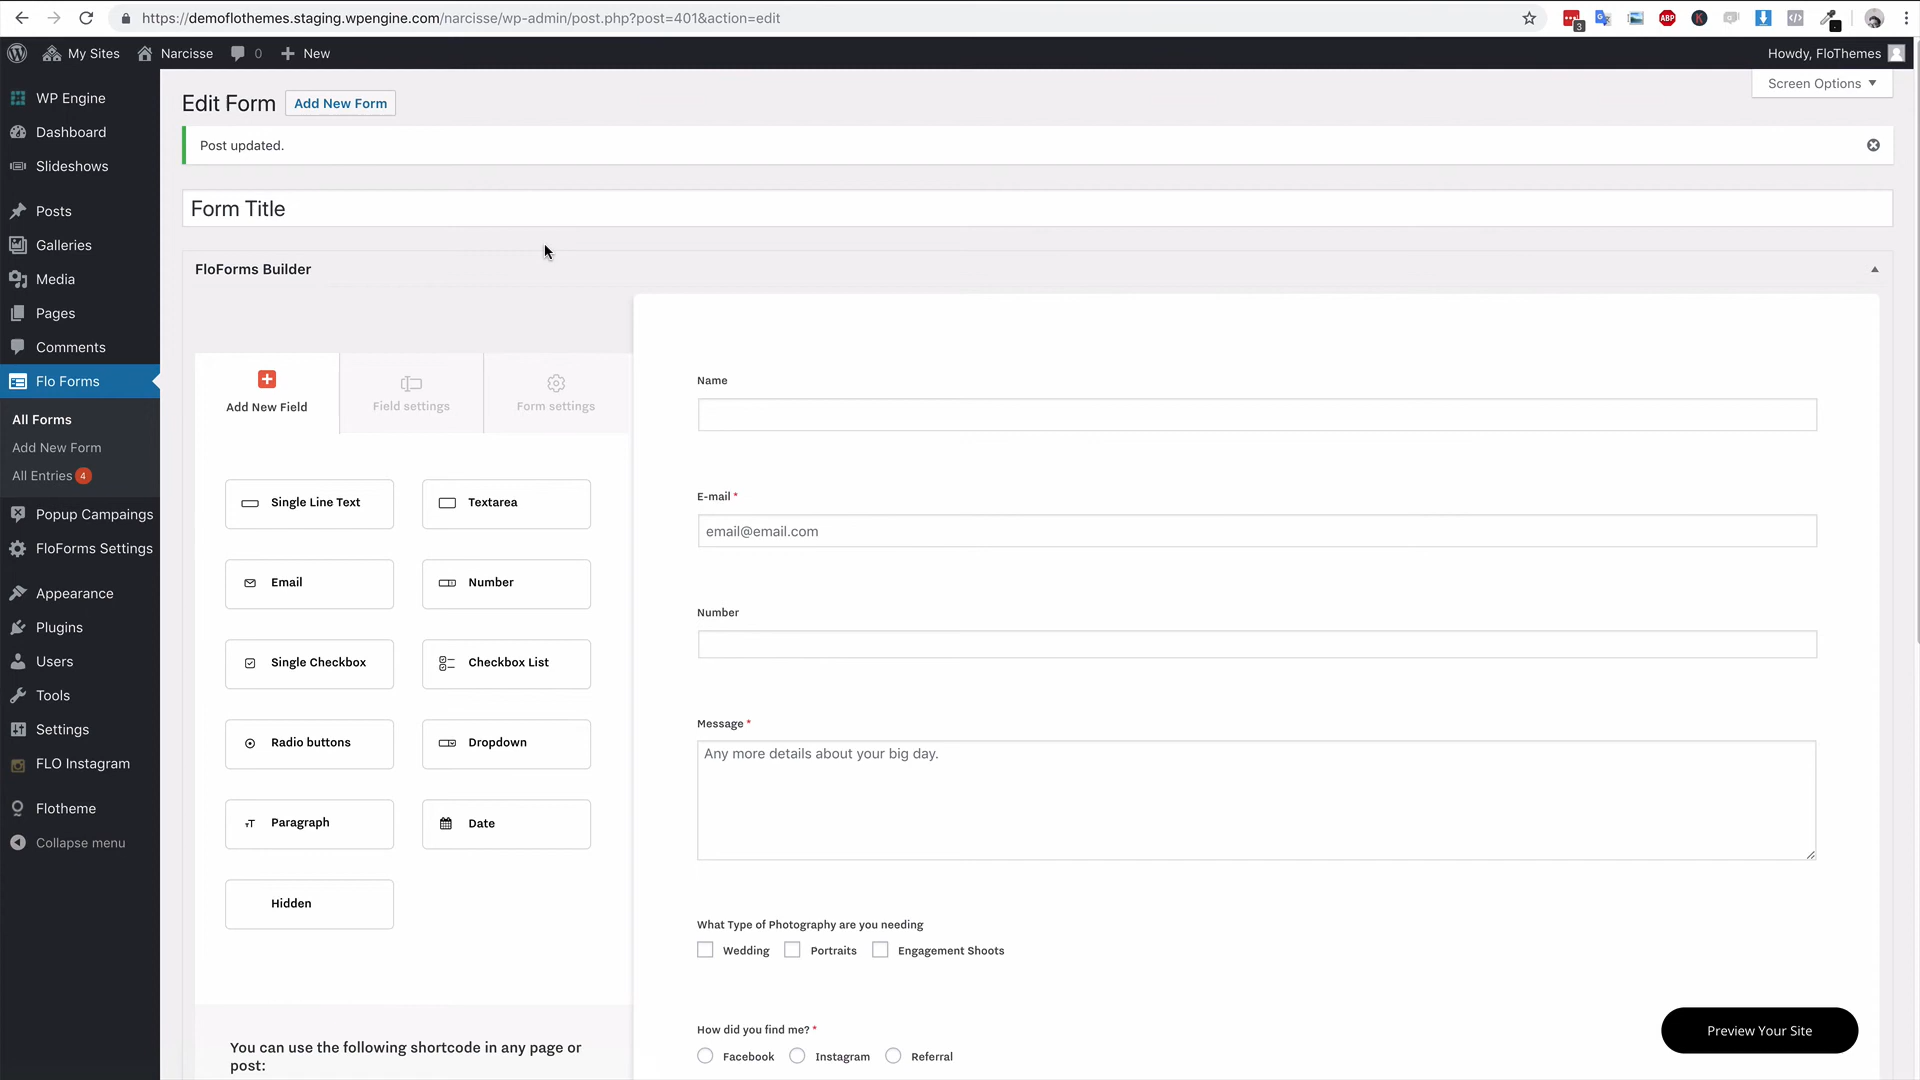 https://demoflothemes.staging.wpengine.com/narcisse/wp-admin/post.php?post=401&action=edit
3
ABP
K
My Sites
Narcisse
0
New
Howdy, FloThemes
WP Engine
Dashboard
Slideshows
Posts
Galleries
Media
Pages
Comments
Flo Forms
All Forms
Add New Form
All Entries 4
Popup Campaings
FloForms Settings
Appearance
Plugins
Users
Tools
Settings
FLO Instagram
Flotheme
Collapse menu
Screen Options
Edit Form
Add New Form
Post updated.
Form Title
FloForms Builder
Add New Field
Field settings
Form settings
Single Line Text
Textarea
Email
Number
Single Checkbox
Checkbox List
Radio buttons
Dropdown
Paragraph
Date
Hidden
You can use the following shortcode in any page or
post:
Name
E-mail *
email@email.com
Number
Message *
Any more details about your big day.
What Type of Photography are you needing
Wedding
Portraits
Engagement Shoots
How did you find me? *
Facebook
Instagram
Referral
Preview Your Site